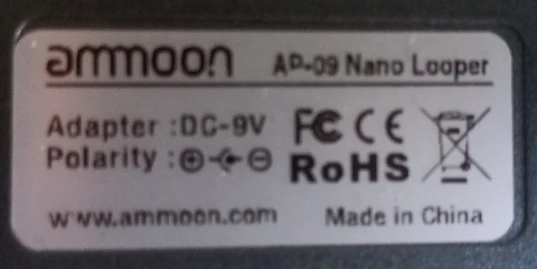 ammoon AP-09 Nano Looper
Adapter :DC-9V FC CE
Polarity : RoHS
www.ammoon.com Made in China